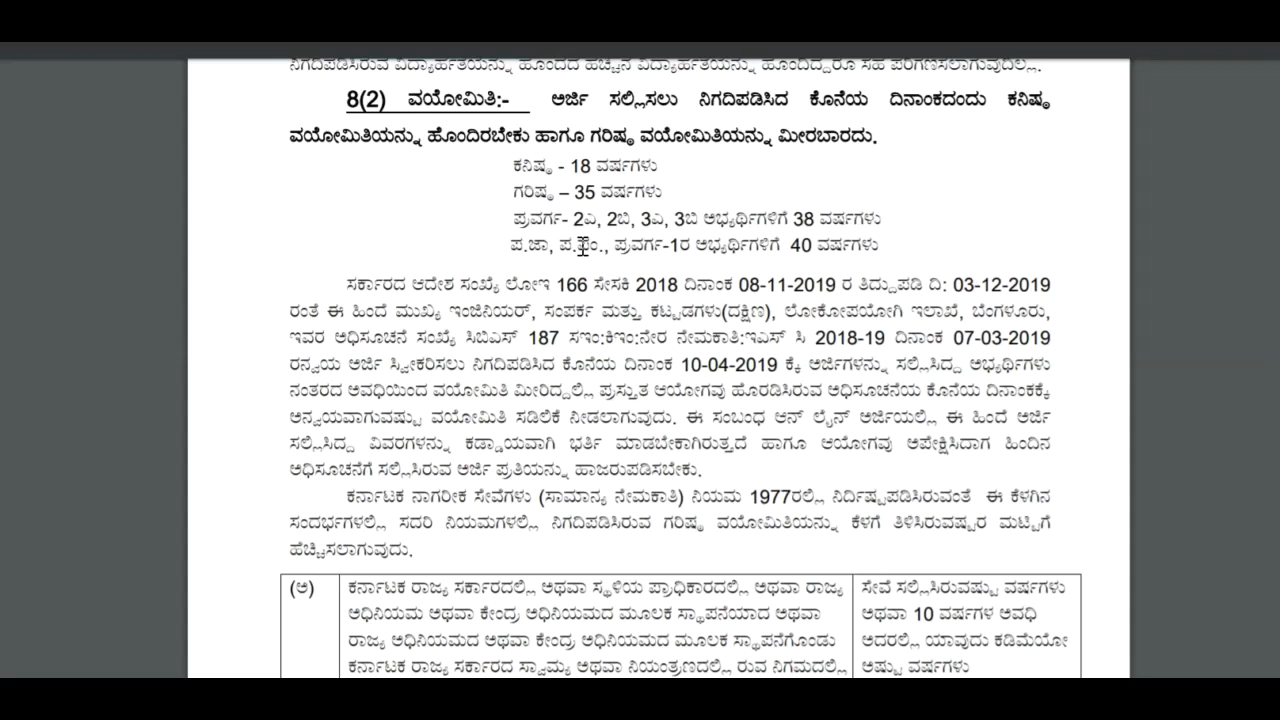 ನಿಗದಿಪಡಿಸಿರುವ ವಿದ್ಯಾರ್ಹತೆಯನ್ನು ಹೊಂದದೆ ಹೆಚ್ಚಿನ ವಿದ್ಯಾರ್ಹತೆಯನ್ನು ಹೊಂದಿದ್ದರೂ ಸಹ ಪರಿಗಣಿಸಲಾಗುವುದಿಲ್ಲ.
8(2) ವಯೋಮಿತಿ:- ಅರ್ಜಿ ಸಲ್ಲಿಸಲು ನಿಗದಿಪಡಿಸಿದ ಕೊನೆಯ ದಿನಾಂಕದಂದು ಕನಿಷ್ಠ
ವಯೋಮಿತಿಯನ್ನು ಹೊಂದಿರಬೇಕು ಹಾಗೂ ಗರಿಷ್ಠ ವಯೋಮಿತಿಯನ್ನು ಮೀರಬಾರದು.
ಕನಿಷ್ಠ - 18 ವರ್ಷಗಳು
ಗರಿಷ್ಠ – 35 ವರ್ಷಗಳು
ಪ್ರವರ್ಗ- 2ಎ, 2ಬಿ, 3ಎ, 3ಬಿ ಅಭ್ಯರ್ಥಿಗಳಿಗೆ 38 ವರ್ಷಗಳು
ಪ.ಜಾ, ಪ.ಪಂ., ಪ್ರವರ್ಗ-1ರ ಅಭ್ಯರ್ಥಿಗಳಿಗೆ 40 ವರ್ಷಗಳು
ಸರ್ಕಾರದ ಆದೇಶ ಸಂಖ್ಯೆ ಲೋಇ 166 ಸೇಸಕಿ 2018 ದಿನಾಂಕ 08-11-2019 ರ ತಿದ್ದುಪಡಿ ದಿ: 03-12-2019
ರಂತೆ ಈ ಹಿಂದೆ ಮುಖ್ಯ ಇಂಜಿನಿಯರ್, ಸಂಪರ್ಕ ಮತ್ತು ಕಟ್ಟಡಗಳು(ದಕ್ಷಿಣ), ಲೋಕೋಪಯೋಗಿ ಇಲಾಖೆ, ಬೆಂಗಳೂರು,
ಇವರ ಅಧಿಸೂಚನೆ ಸಂಖ್ಯೆ ಸಿಬಿಎಸ್ 187 ಸಇಂ:ಕಿಇಂ:ನೇರ ನೇಮಕಾತಿ:ಇಎಸ್ ಸಿ 2018-19 ದಿನಾಂಕ 07-03-2019
ರನ್ವಯ ಅರ್ಜಿ ಸ್ವೀಕರಿಸಲು ನಿಗದಿಪಡಿಸಿದ ಕೊನೆಯ ದಿನಾಂಕ 10-04-2019 ಕ್ಕೆ ಅರ್ಜಿಗಳನ್ನು ಸಲ್ಲಿಸಿದ್ದ ಅಭ್ಯರ್ಥಿಗಳು
ನಂತರದ ಅವಧಿಯಿಂದ ವಯೋಮಿತಿ ಮೀರಿದ್ದಲ್ಲಿ ಪ್ರಸ್ತುತ ಆಯೋಗವು ಹೊರಡಿಸಿರುವ ಅಧಿಸೂಚನೆಯ ಕೊನೆಯ ದಿನಾಂಕಕ್ಕೆ
ಅನ್ವಯವಾಗುವಷ್ಟು ವಯೋಮಿತಿ ಸಡಿಲಿಕೆ ನೀಡಲಾಗುವುದು. ಈ ಸಂಬಂಧ ಆನ್ ಲೈನ್ ಅರ್ಜಿಯಲ್ಲಿ ಈ ಹಿಂದೆ ಅರ್ಜಿ
ಸಲ್ಲಿಸಿದ್ದ ವಿವರಗಳನ್ನು ಕಡ್ಡಾಯವಾಗಿ ಭರ್ತಿ ಮಾಡಬೇಕಾಗಿರುತ್ತದೆ ಹಾಗೂ ಆಯೋಗವು ಅಪೇಕ್ಷಿಸಿದಾಗ ಹಿಂದಿನ
ಅಧಿಸೂಚನೆಗೆ ಸಲ್ಲಿಸಿರುವ ಅರ್ಜಿ ಪ್ರತಿಯನ್ನು ಹಾಜರುಪಡಿಸಬೇಕು.
ಕರ್ನಾಟಕ ನಾಗರೀಕ ಸೇವೆಗಳು (ಸಾಮಾನ್ಯ ನೇಮಕಾತಿ) ನಿಯಮ 1977ರಲ್ಲಿ ನಿರ್ದಿಷ್ಟಪಡಿಸಿರುವಂತೆ ಈ ಕೆಳಗಿನ
ಸಂದರ್ಭಗಳಲ್ಲಿ ಸದರಿ ನಿಯಮಗಳಲ್ಲಿ ನಿಗದಿಪಡಿಸಿರುವ ಗರಿಷ್ಠ ವಯೋಮಿತಿಯನ್ನು ಕೆಳಗೆ ತಿಳಿಸಿರುವಷ್ಟರ ಮಟ್ಟಿಗೆ
ಹೆಚ್ಚಿಸಲಾಗುವುದು.
(ಅ) ಕರ್ನಾಟಕ ರಾಜ್ಯ ಸರ್ಕಾರದಲ್ಲಿ ಅಥವಾ ಸ್ಥಳಿಯ ಪ್ರಾಧಿಕಾರದಲ್ಲಿ ಅಥವಾ ರಾಜ್ಯ ಸೇವೆ ಸಲ್ಲಿಸಿರುವಷ್ಟು ವರ್ಷಗಳು
ಅಧಿನಿಯಮ ಅಥವಾ ಕೇಂದ್ರ ಅಧಿನಿಯಮದ ಮೂಲಕ ಸ್ಥಾಪನೆಯಾದ ಅಥವಾ ಅಥವಾ 10 ವರ್ಷಗಳ ಅವಧಿ
ರಾಜ್ಯ ಅಧಿನಿಯಮದ ಅಥವಾ ಕೇಂದ್ರ ಅಧಿನಿಯಮದ ಮೂಲಕ ಸ್ಥಾಪನೆಗೊಂಡು ಅದರಲ್ಲಿ ಯಾವುದು ಕಡಿಮೆಯೋ
ಕರ್ನಾಟಕ ರಾಜ್ಯ ಸರ್ಕಾರದ ಸ್ವಾಮ್ಯ ಅಥವಾ ನಿಯಂತ್ರಣದಲ್ಲಿ ರುವ ನಿಗಮದಲ್ಲಿ ಅಷ್ಟು ವರ್ಷಗಳು